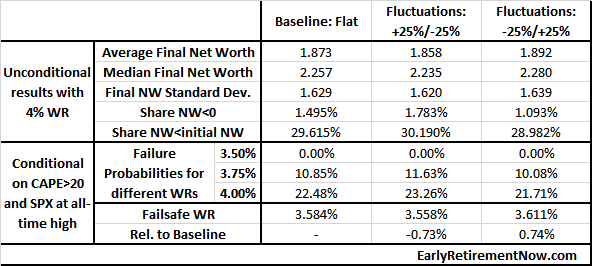 Baseline: Flat Fluctuations: +25%/-25% Fluctuations: -25%/+25%
Unconditional results with 4% WR
Average Final Net Worth 1.873 1.858 1.892
Median Final Net Worth 2.257 2.235 2.280
Final NW Standard Dev. 1.629 1.620 1.639
Share NW<0 1.495% 1.783% 1.093%
Share NW<initial NW 29.615% 30.190% 28.982%
Conditional on CAPE>20 and SPX at all-time high
Failure Probabilities for different WRs
3.50% 0.00% 0.00% 0.00%
3.75% 10.85% 11.63% 10.08%
4.00% 22.48% 23.26% 21.71%
Failsafe WR 3.584% 3.558% 3.611%
Rel. to Baseline - -0.73% 0.74%
EarlyRetirementNow.com